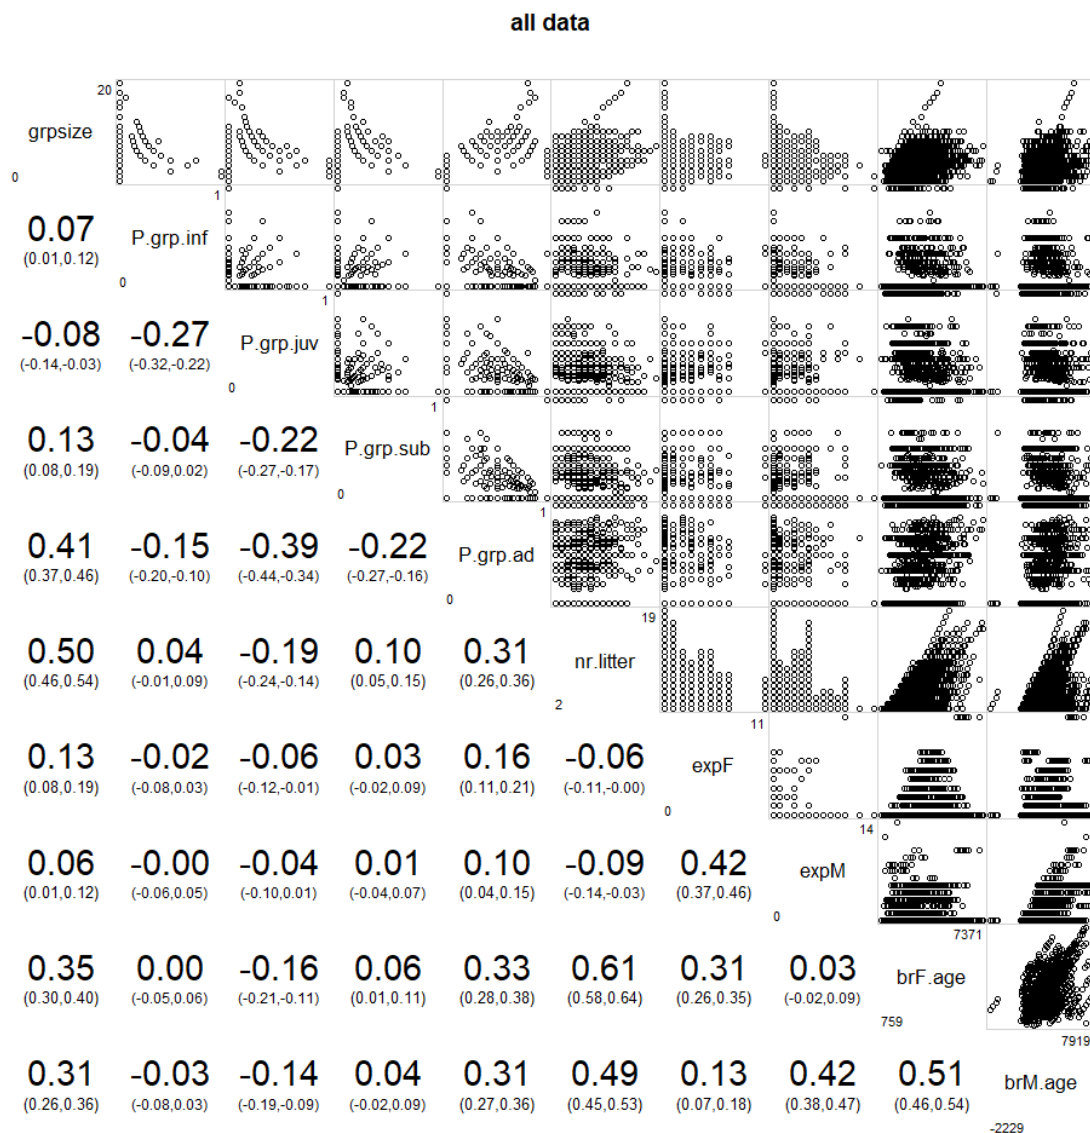 all data
20
grpsize
0
1
0.07 P.grp.inf
(0.01,0.12)
0
1
-0.08 -0.27 P.grp.juv
(-0.14,-0.03) (-0.32,-0.22)
0
1
0.13 -0.04 -0.22 P.grp.sub
(0.08,0.19) (-0.09,0.02) (-0.27,-0.17)
0
1
0.41 -0.15 -0.39 -0.22 P.grp.ad
(0.37,0.46) (-0.20,-0.10) (-0.44,-0.34) (-0.27,-0.16)
0
19
0.50 0.04 -0.19 0.10 0.31 nr.litter
(0.46,0.54) (-0.01,0.09) (-0.24,-0.14) (0.05,0.15) (0.26,0.36)
2
11
0.13 -0.02 -0.06 0.03 0.16 -0.06 expF
(0.08,0.19) (-0.08,0.03) (-0.12,-0.01) (-0.02,0.09) (0.11,0.21) (-0.11,-0.00)
0
14
0.06 -0.00 -0.04 0.01 0.10 -0.09 0.42 expM
(0.01,0.12) (-0.06,0.05) (-0.10,0.01) (-0.04,0.07) (0.04,0.15) (-0.14,-0.03) (0.37,0.46)
0
7371
0.35 0.00 -0.16 0.06 0.33 0.61 0.31 0.03 brF.age
(0.30,0.40) (-0.05,0.06) (-0.21,-0.11) (0.01,0.11) (0.28,0.38) (0.58,0.64) (0.26,0.35) (-0.02,0.09)
759
7919
0.31 -0.03 -0.14 0.04 0.31 0.49 0.13 0.42 0.51 brM.age
(0.26,0.36) (-0.08,0.03) (-0.19,-0.09) (-0.02,0.09) (0.27,0.36) (0.45,0.53) (0.07,0.18) (0.38,0.47) (0.46,0.54)
-2229